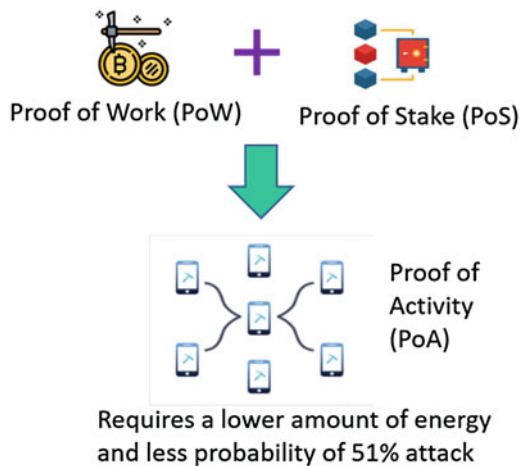 Proof of Work (PoW)
Proof of Stake (PoS)
Proof of
Activity
(PoA)
Requires a lower amount of energy
and less probability of 51% attack